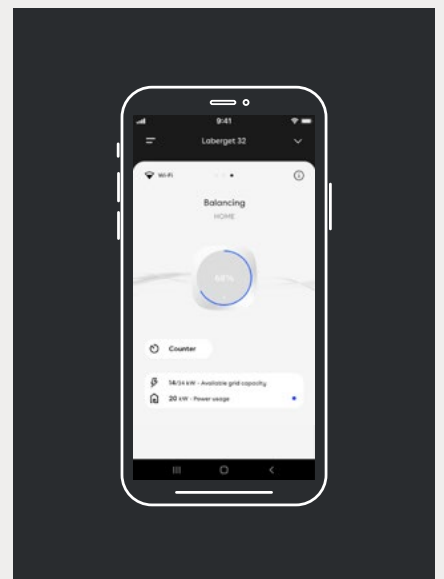 9:41
Laberget 32
Wi-Fi
Balancing
HOME
68%
Counter
14/34 kW - Available grid capacity
20 kW - Power usage